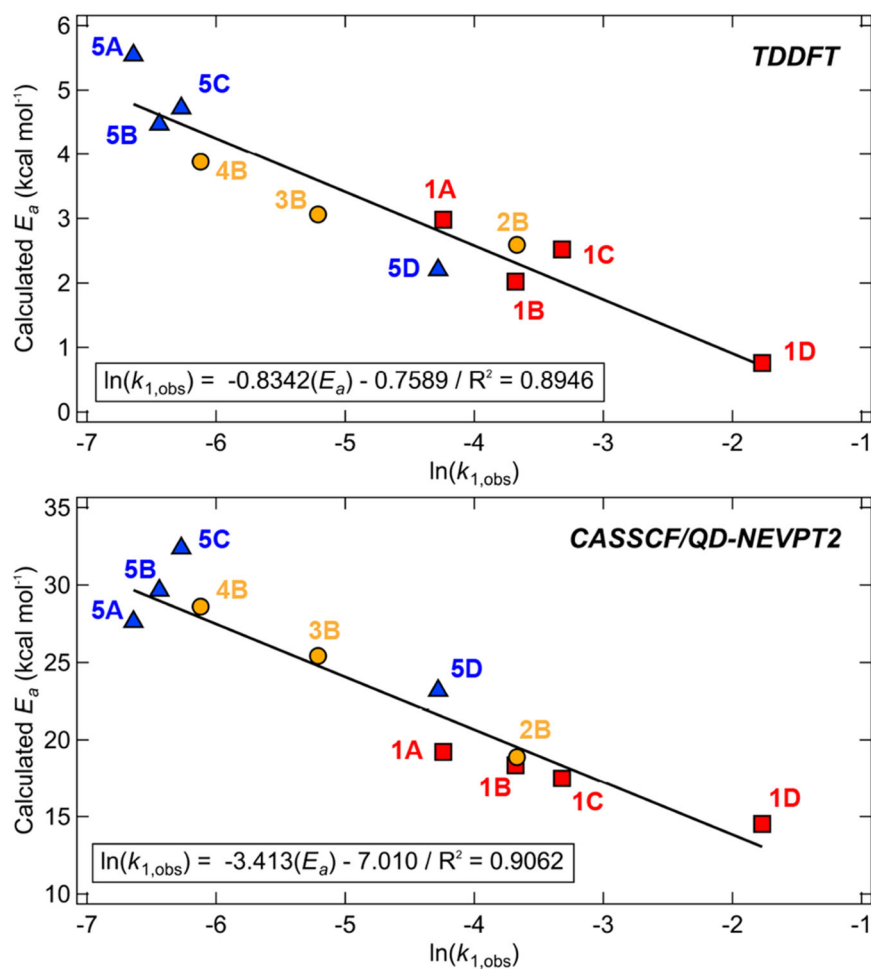 TDDFT
6
5
4
3
2
1
0
Calculated Eₐ (kcal mol⁻¹)
5A
5C
5B
4B
3B
1A
2B
1C
5D
1B
1D
ln(k₁,obs) = -0.8342(Eₐ) - 0.7589 / R² = 0.8946
-7 -6 -5 -4 -3 -2 -1
ln(k₁,obs)
CASSCF/QD-NEVPT2
35
30
25
20
15
10
Calculated Eₐ (kcal mol⁻¹)
5C
5B
4B
5A
3B
5D
2B
1A
1B
1C
1D
ln(k₁,obs) = -3.413(Eₐ) - 7.010 / R² = 0.9062
-7 -6 -5 -4 -3 -2 -1
ln(k₁,obs)